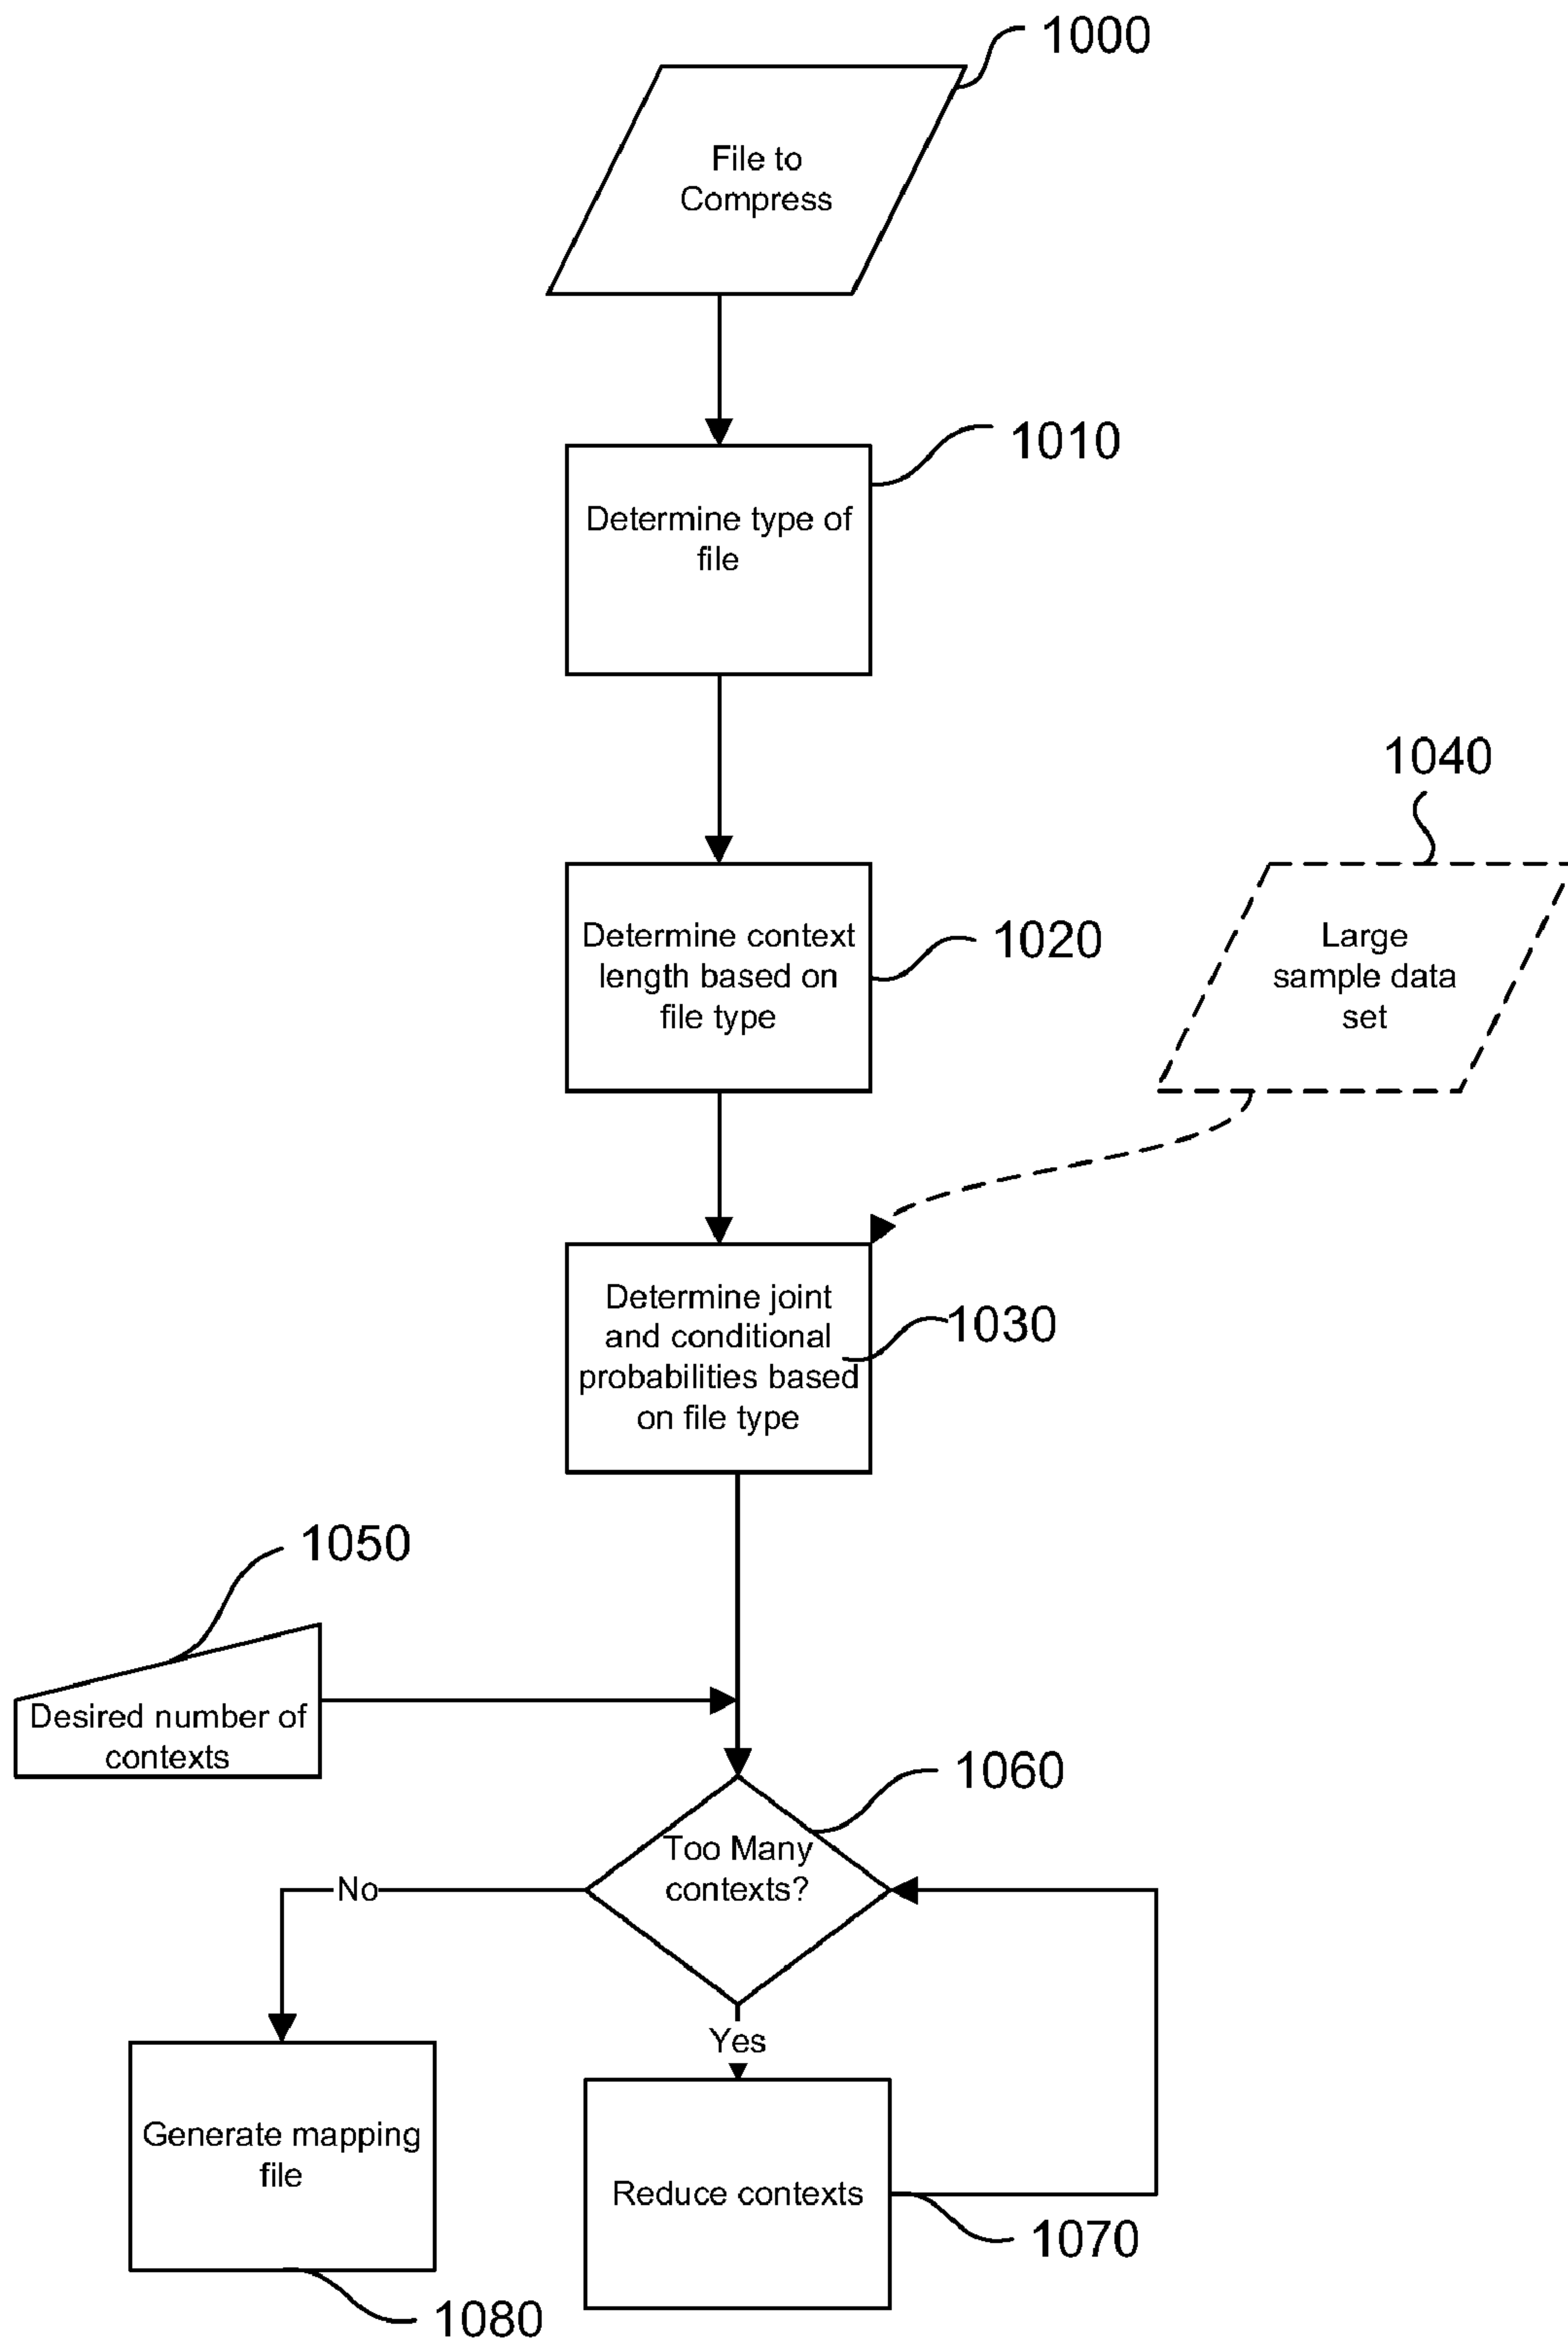 1000
File to
Compress
1010
Determine type of
file
1040
1020
Determine context
length based on
file type
Large
sample data
set
Determine joint
and conditional
probabilities based
on file type
1030
1050
Desired number of
contexts
1060
Too Many
contexts?
No
Yes
Generate mapping
file
Reduce contexts
1070
1080